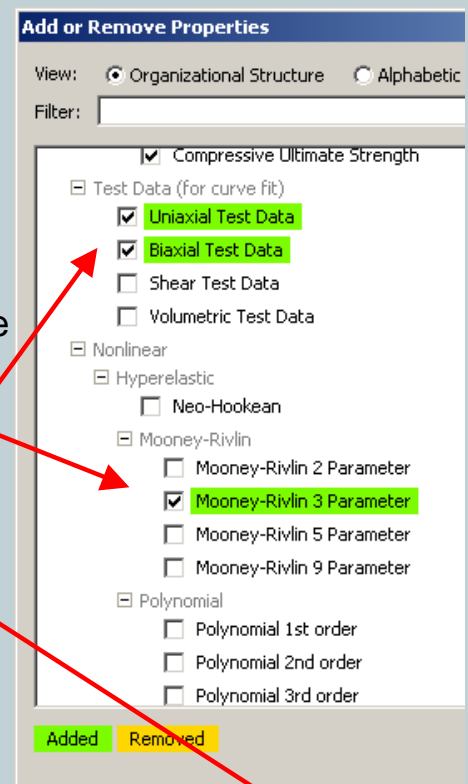 Add or Remove Properties
View: Organizational Structure Alphabetic
Filter:
Compressive Ultimate Strength
Test Data (for curve fit)
Uniaxial Test Data
Biaxial Test Data
Shear Test Data
e
Volumetric Test Data
Nonlinear
Hyperelastic
Neo-Hookean
Mooney-Rivlin
Mooney-Rivlin 2 Parameter
Mooney-Rivlin 3 Parameter
Mooney-Rivlin 5 Parameter
Mooney-Rivlin 9 Parameter
Polynomial
Polynomial 1st order
Polynomial 2nd order
Polynomial 3rd order
Added Removed